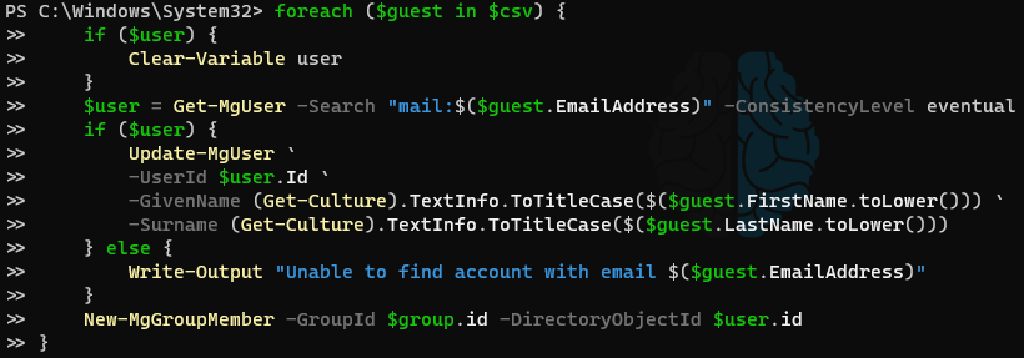 PS C:\Windows\System32> foreach ($guest in $csv) {
>>     if ($user) {
>>         Clear-Variable user
>>     }
>>     $user = Get-MgUser -Search "mail:$($guest.EmailAddress)" -ConsistencyLevel eventual
>>     if ($user) {
>>         Update-MgUser `
>>         -UserId $user.Id `
>>         -GivenName (Get-Culture).TextInfo.ToTitleCase($($guest.FirstName.toLower())) `
>>         -Surname (Get-Culture).TextInfo.ToTitleCase($($guest.LastName.toLower()))
>>     } else {
>>         Write-Output "Unable to find account with email $($guest.EmailAddress)"
>>     }
>>     New-MgGroupMember -GroupId $group.id -DirectoryObjectId $user.id
>> }